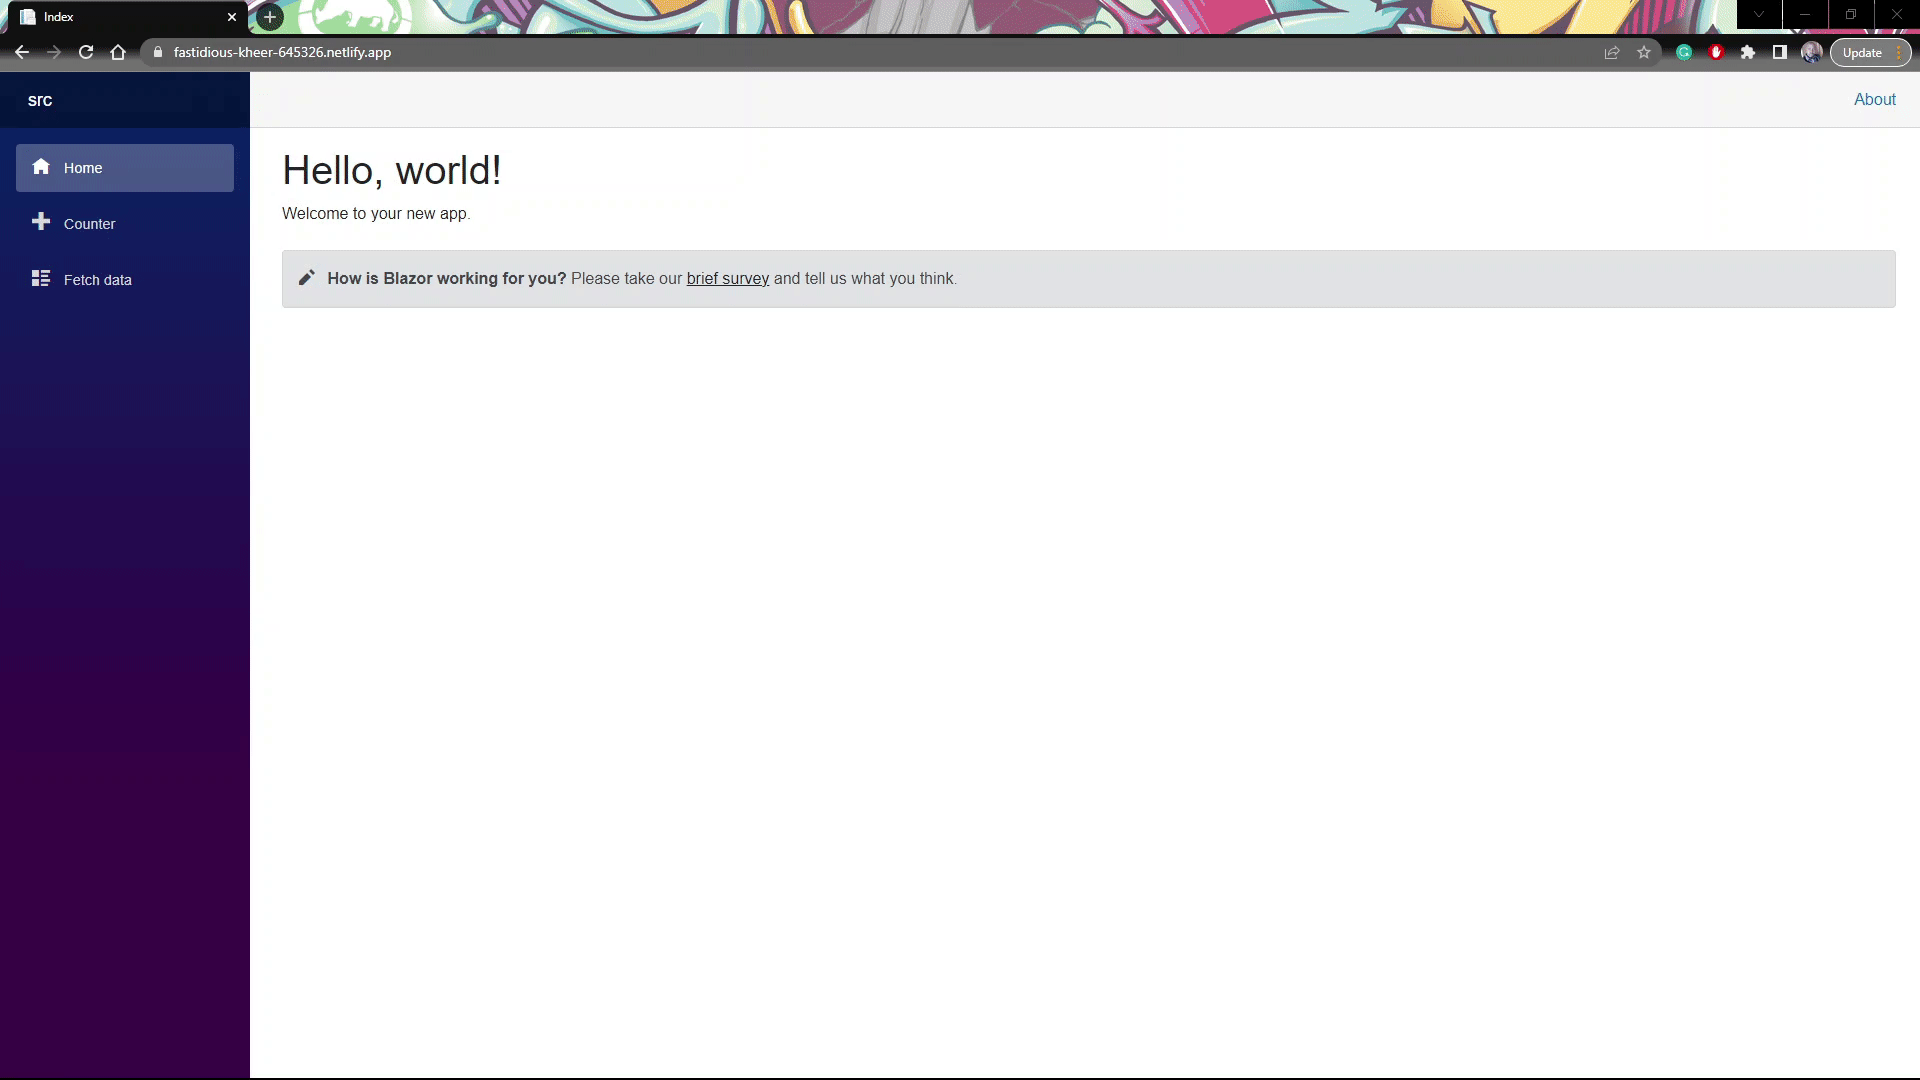 Index
fastidious-kheer-645326.netlify.app
Update
src
About
Home
Counter
Fetch data
Hello, world!
Welcome to your new app.
How is Blazor working for you? Please take our brief survey and tell us what you think.